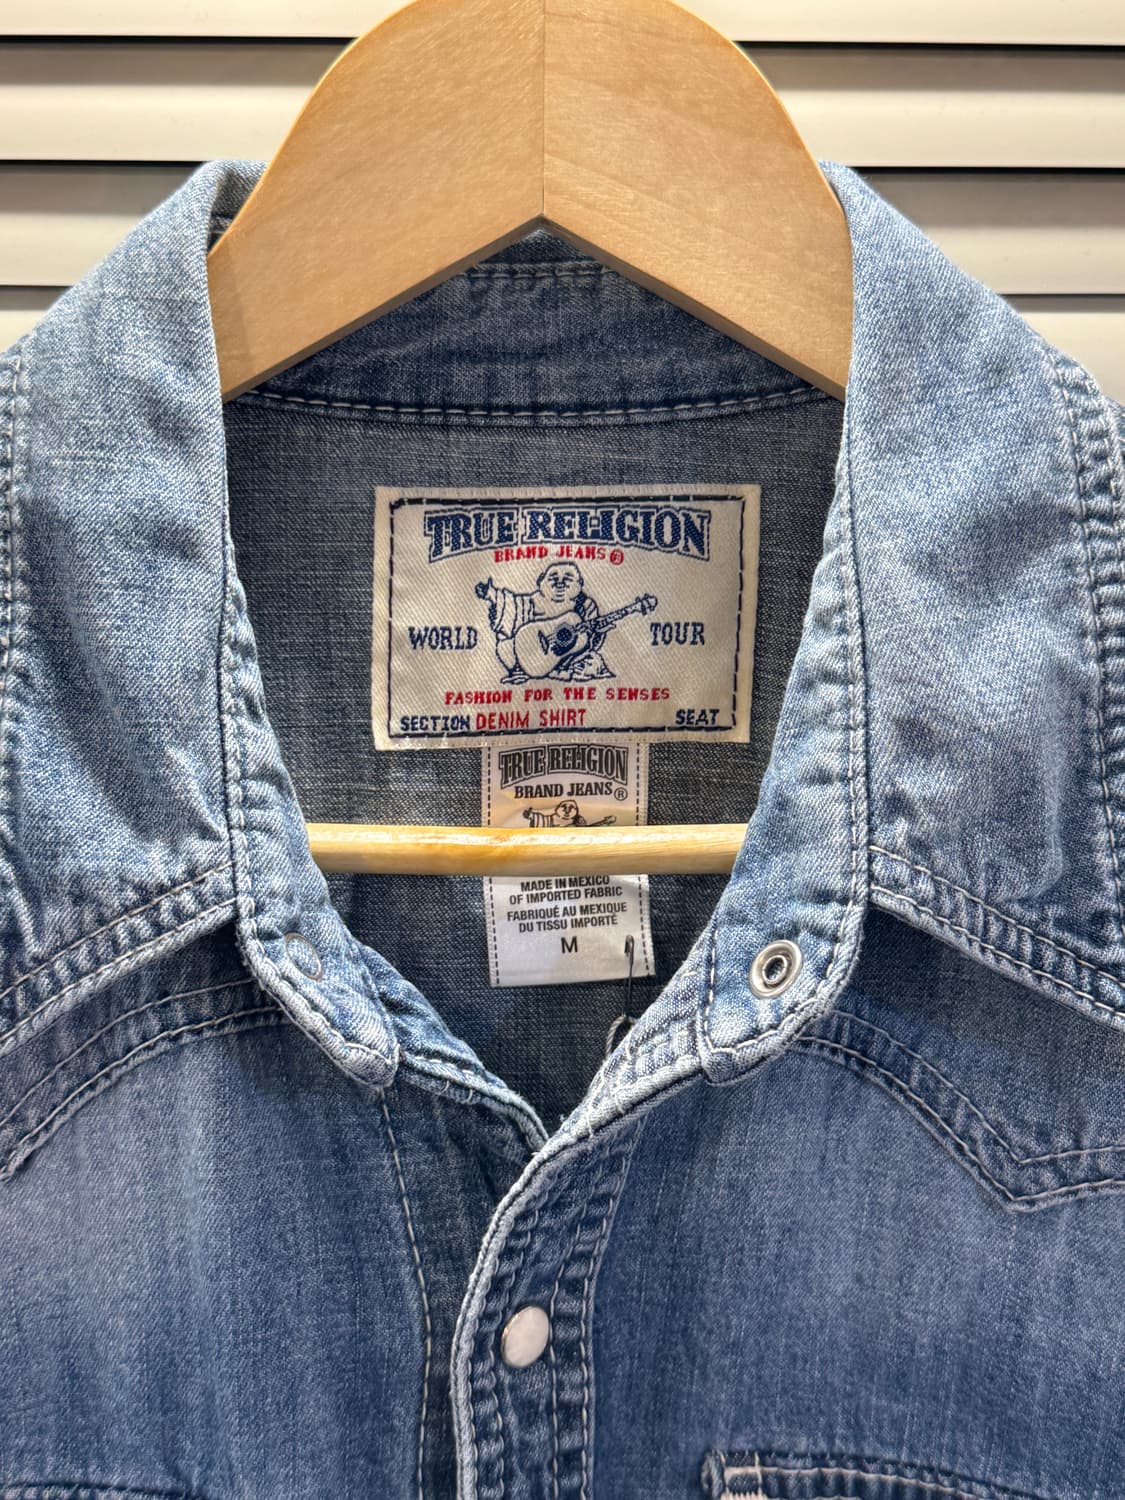 TRUE RELIGION
BRAND JEANS®
WORLD TOUR
FASHION FOR THE SENSES
SECTION DENIM SHIRT SEAT
TRUE RELIGION
BRAND JEANS®
MADE IN MEXICO
OF IMPORTED FABRIC
FABRIQUÉ AU MEXIQUE
DU TISSU IMPORTÉ
M